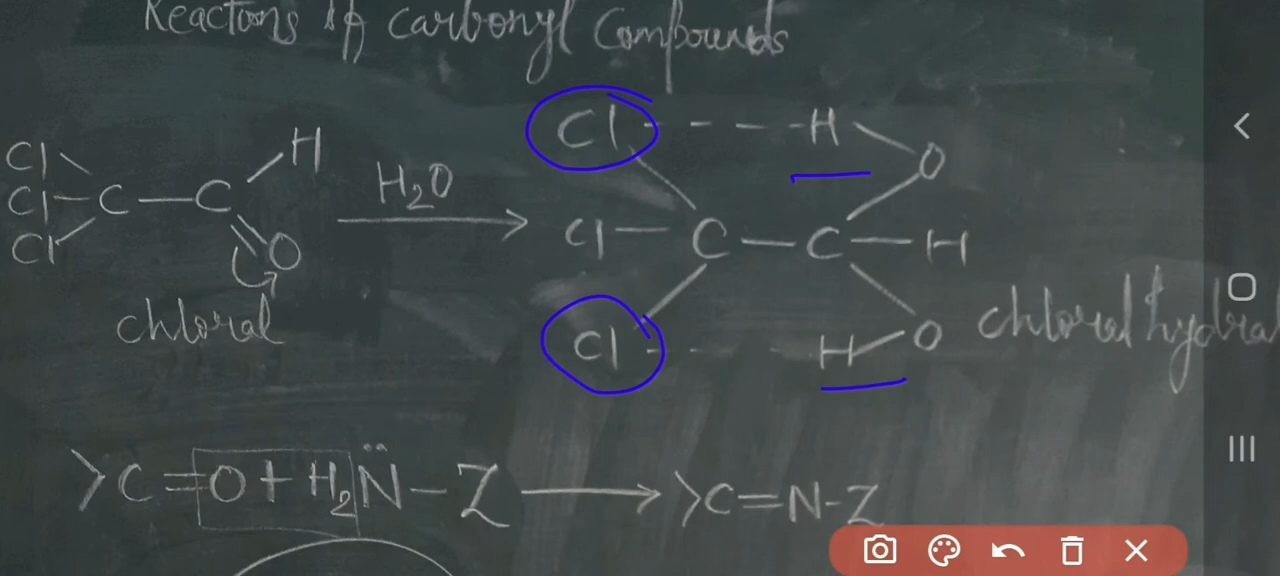 Reactions of Carbonyl Compounds
Cl Cl Cl C — C H O
chloral
H₂O
Cl - - - - H O
Cl — C — C — H
Cl - - - H O
chloral hydra
>C=O + H₂N̈-Z ⟶ >C=N-Z